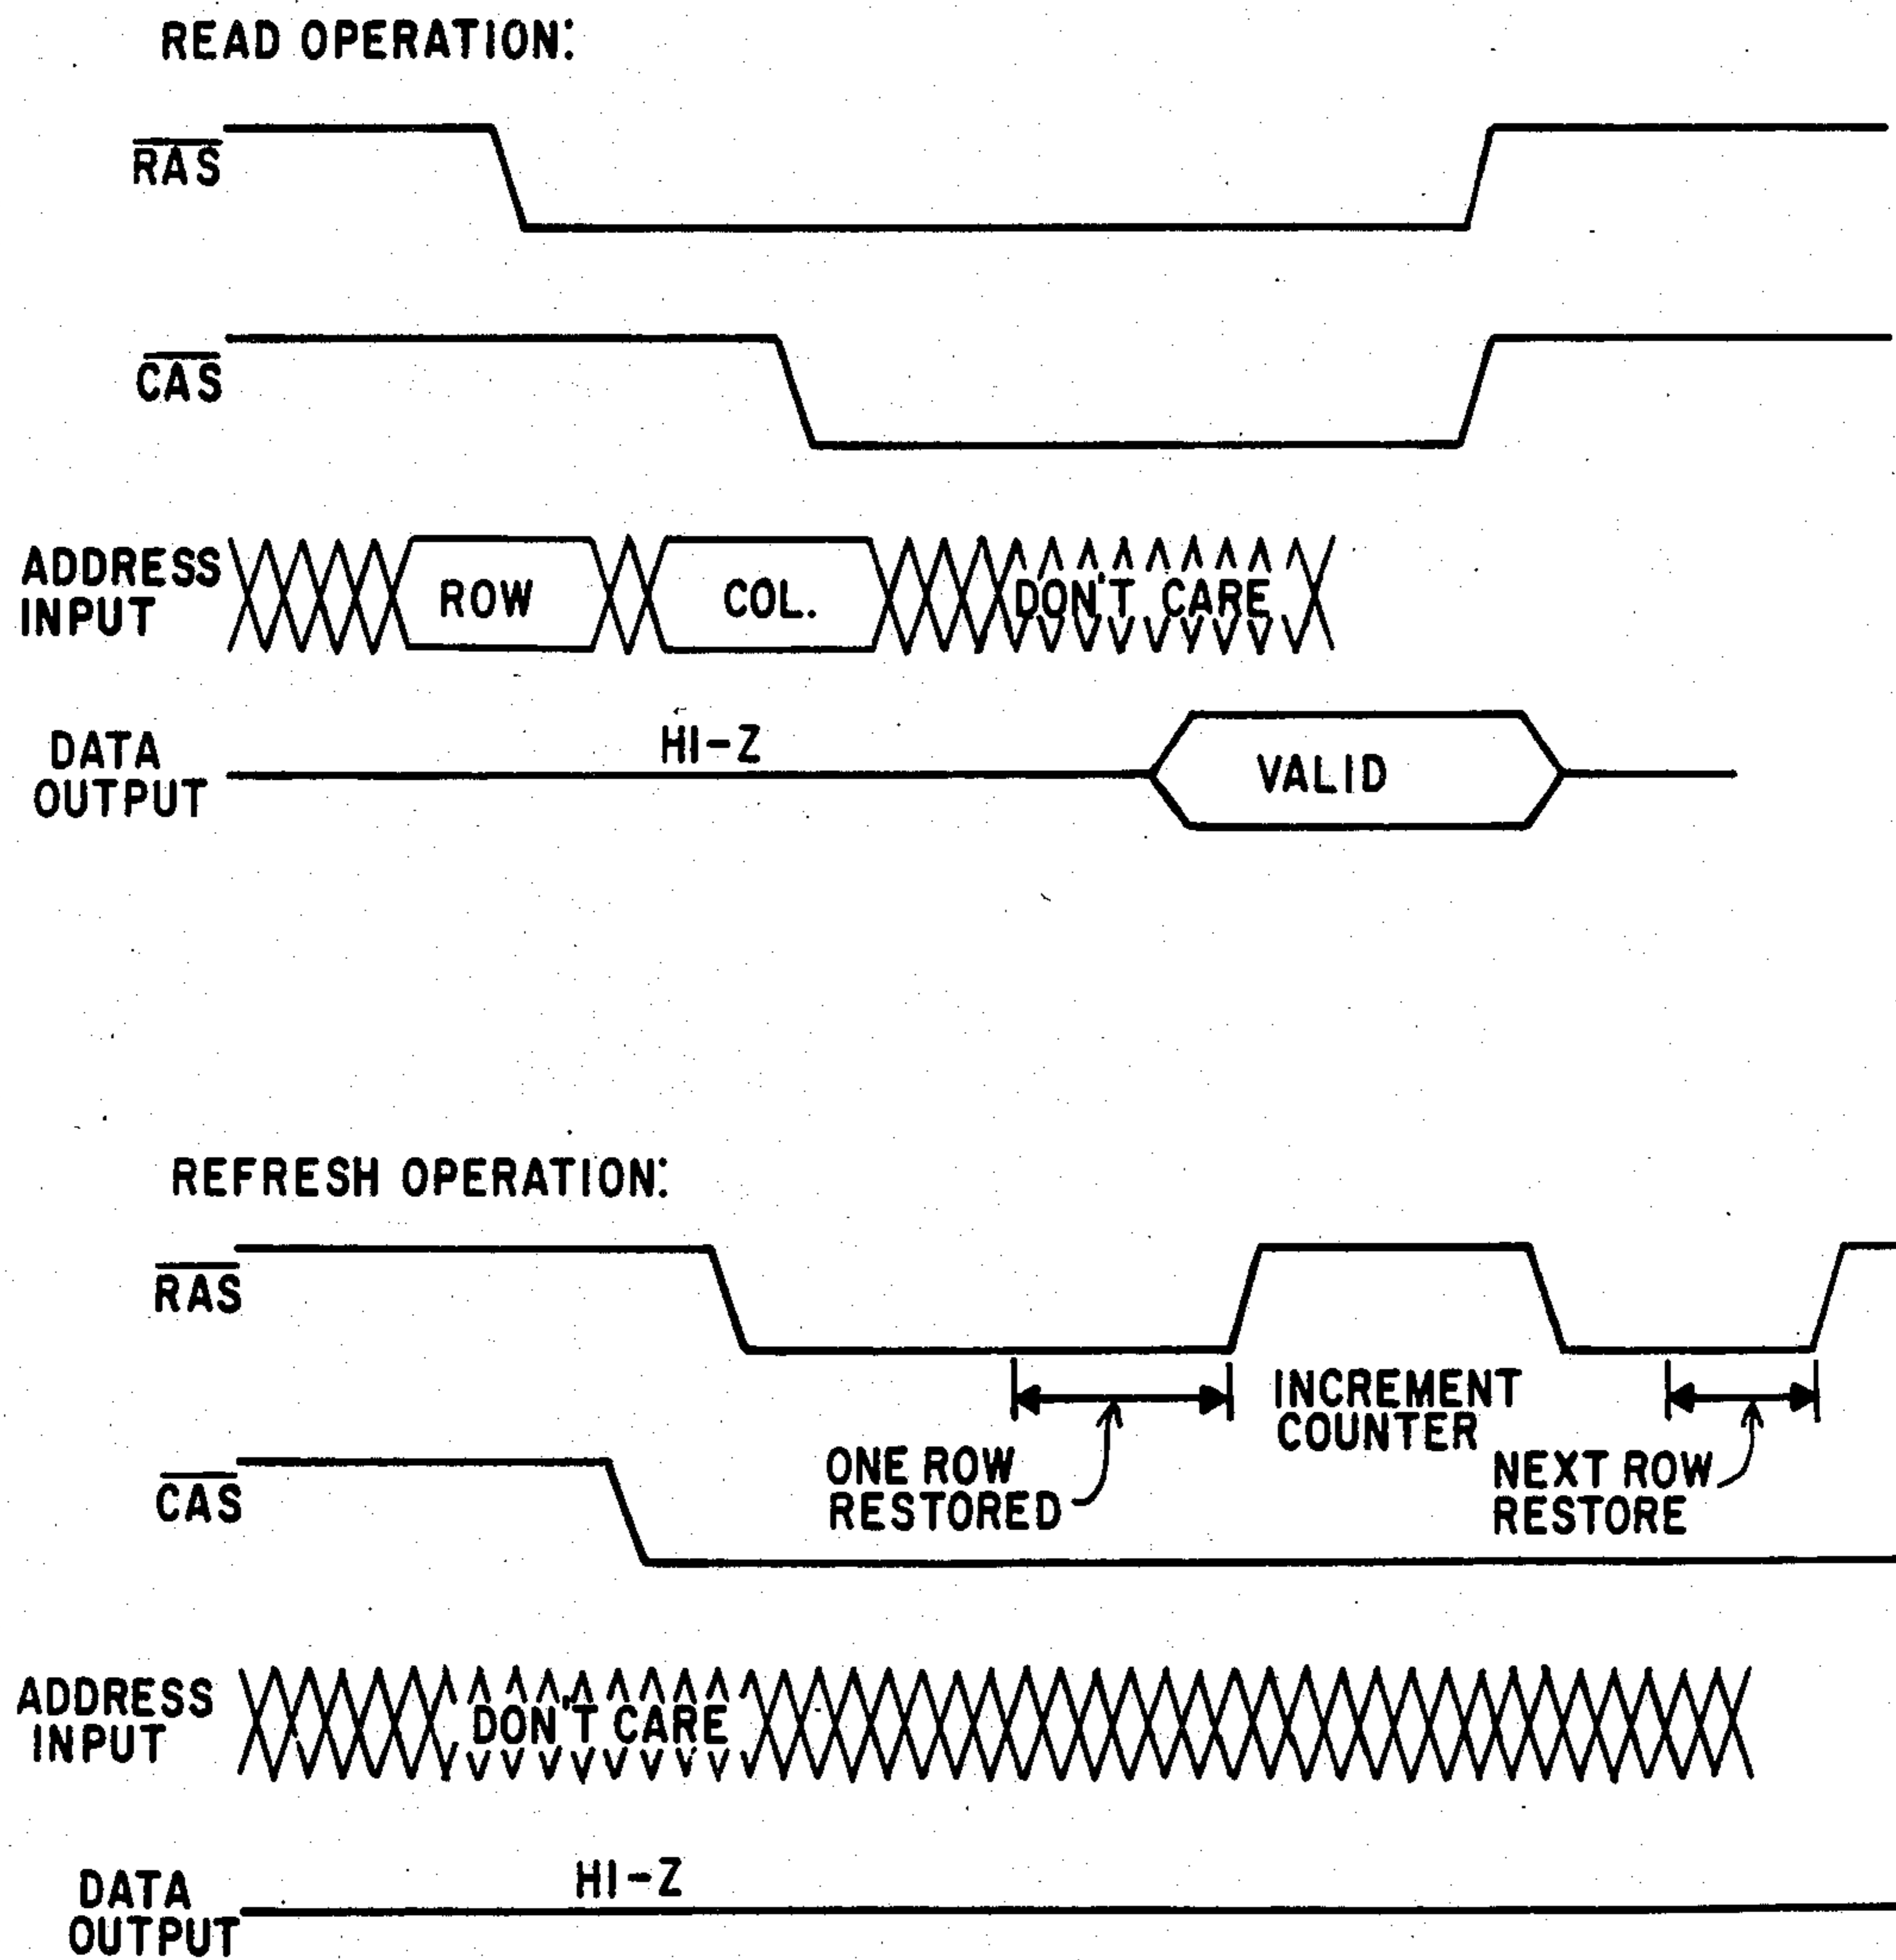 READ OPERATION:
RAS
CAS
ADDRESS
INPUT
ROW
COL.
DON'T CARE
DATA
OUTPUT
HI-Z
VALID
REFRESH OPERATION:
RAS
INCREMENT
COUNTER
ONE ROW
RESTORED
NEXT ROW
RESTORE
CAS
ADDRESS
INPUT
DON'T CARE
DATA
OUTPUT
HI-Z